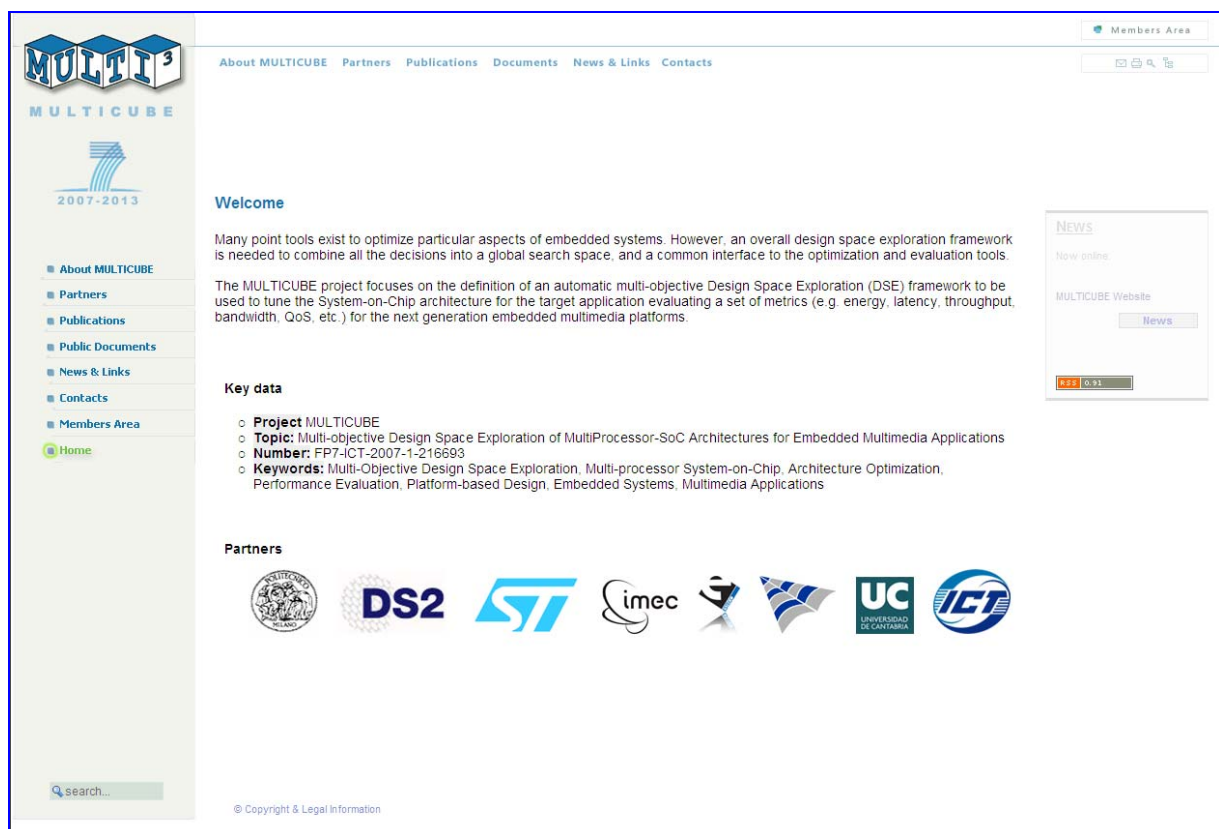 MULTI3
MULTICUBE
7
2007-2013
Members Area
About MULTICUBE Partners Publications Documents News & Links Contacts
About MULTICUBE
Partners
Publications
Public Documents
News & Links
Contacts
Members Area
Home
search...
Welcome
Many point tools exist to optimize particular aspects of embedded systems. However, an overall design space exploration framework
is needed to combine all the decisions into a global search space, and a common interface to the optimization and evaluation tools.
The MULTICUBE project focuses on the definition of an automatic multi-objective Design Space Exploration (DSE) framework to be
used to tune the System-on-Chip architecture for the target application evaluating a set of metrics (e.g. energy, latency, throughput,
bandwidth, QoS, etc.) for the next generation embedded multimedia platforms.
Key data
Project MULTICUBE
Topic: Multi-objective Design Space Exploration of MultiProcessor-SoC Architectures for Embedded Multimedia Applications
Number: FP7-ICT-2007-1-216693
Keywords: Multi-Objective Design Space Exploration, Multi-processor System-on-Chip, Architecture Optimization,
Performance Evaluation, Platform-based Design, Embedded Systems, Multimedia Applications
Partners
POLITECNICO
MILANO
DS2
ST
imec
UC
UNIVERSIDAD
DE CANTABRIA
ICT
NEWS
Now online:
MULTICUBE Website
News
RSS 0.91
© Copyright & Legal Information